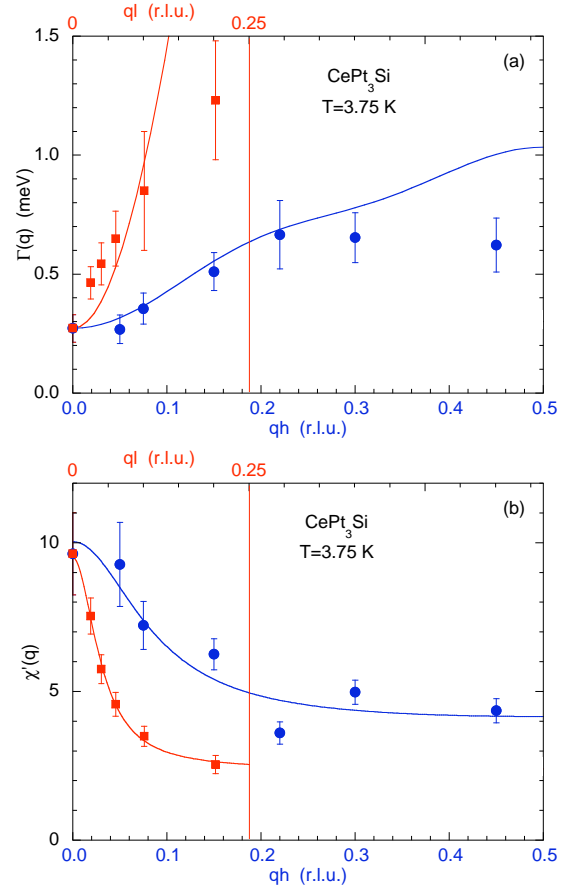 ql (r.l.u.)
0 0.25
1.5
(a)
CePt₃Si
T=3.75 K
1.0
Γ(q) (meV)
0.5
0.0
0.0 0.1 0.2 0.3 0.4 0.5
qh (r.l.u.)
ql (r.l.u.)
0 0.25
(b)
CePt₃Si
T=3.75 K
10
χ'(q)
5
0
0.0 0.1 0.2 0.3 0.4 0.5
qh (r.l.u.)